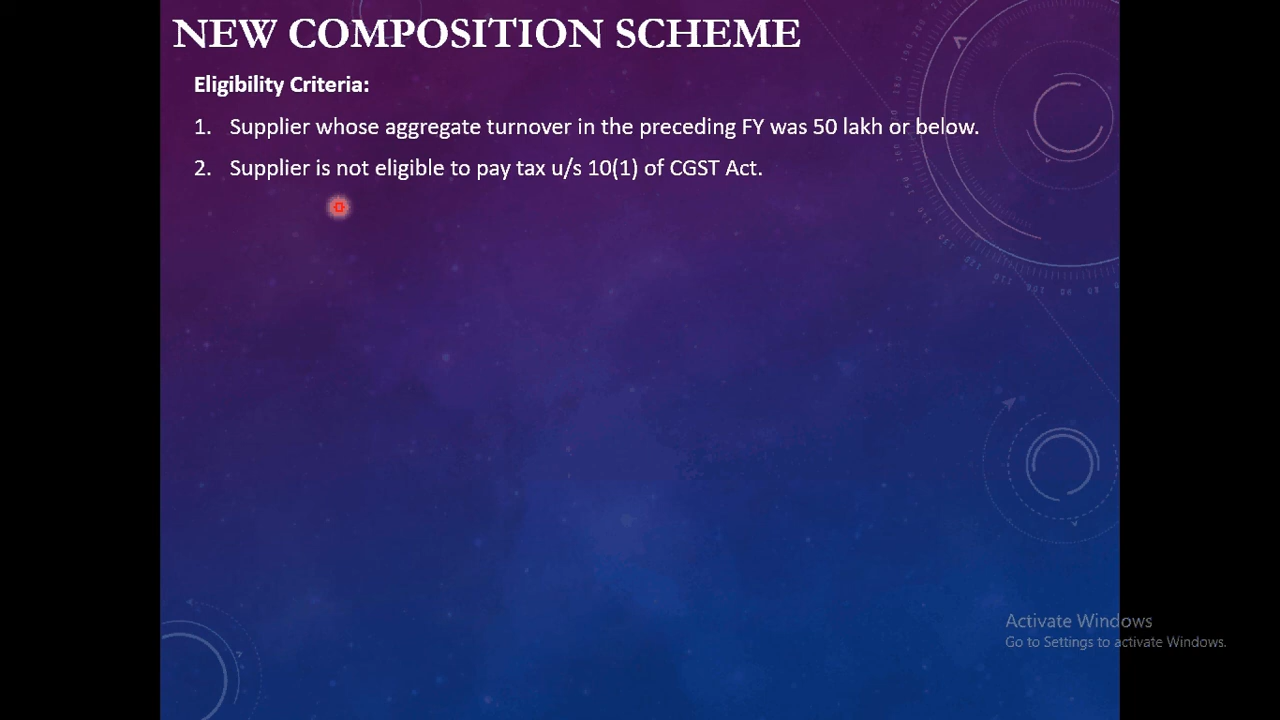 NEW COMPOSITION SCHEME
Eligibility Criteria:
1. Supplier whose aggregate turnover in the preceding FY was 50 lakh or below.
2. Supplier is not eligible to pay tax u/s 10(1) of CGST Act.
Activate Windows
Go to Settings to activate Windows.